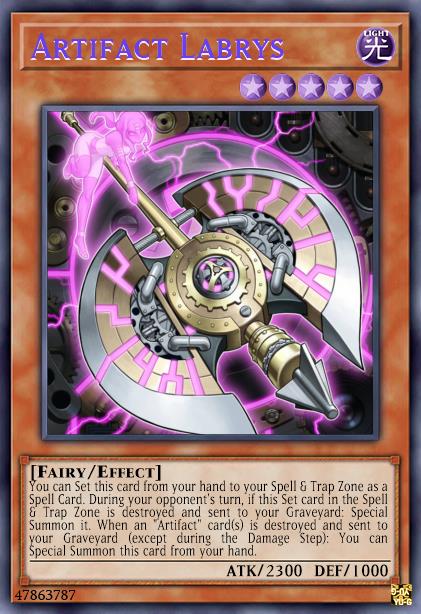 ARTIFACT LABRYS
LIGHT
光
[FAIRY/EFFECT]
You can Set this card from your hand to your Spell & Trap Zone as a
Spell Card. During your opponent's turn, if this Set card in the Spell
& Trap Zone is destroyed and sent to your Graveyard: Special
Summon it. When an "Artifact" card(s) is destroyed and sent to
your Graveyard (except during the Damage Step): You can
Special Summon this card from your hand.
ATK/2300 DEF/1000
47863787